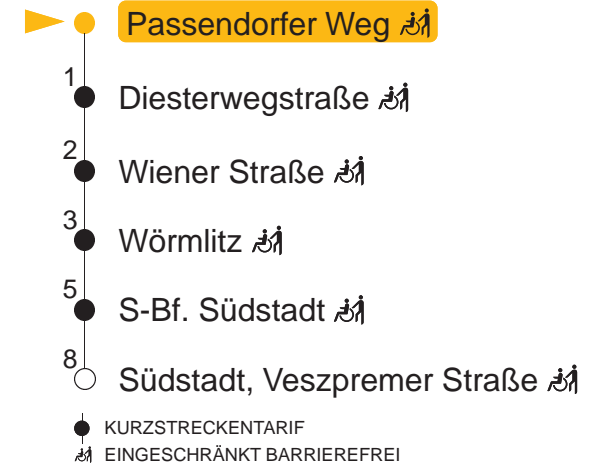 Passendorfer Weg
1
Diesterwegstraße
2
Wiener Straße
3
Wörmlitz
5
S-Bf. Südstadt
8
Südstadt, Veszpremer Straße
KURZSTRECKENTARIF
EINGESCHRÄNKT BARRIEREFREI